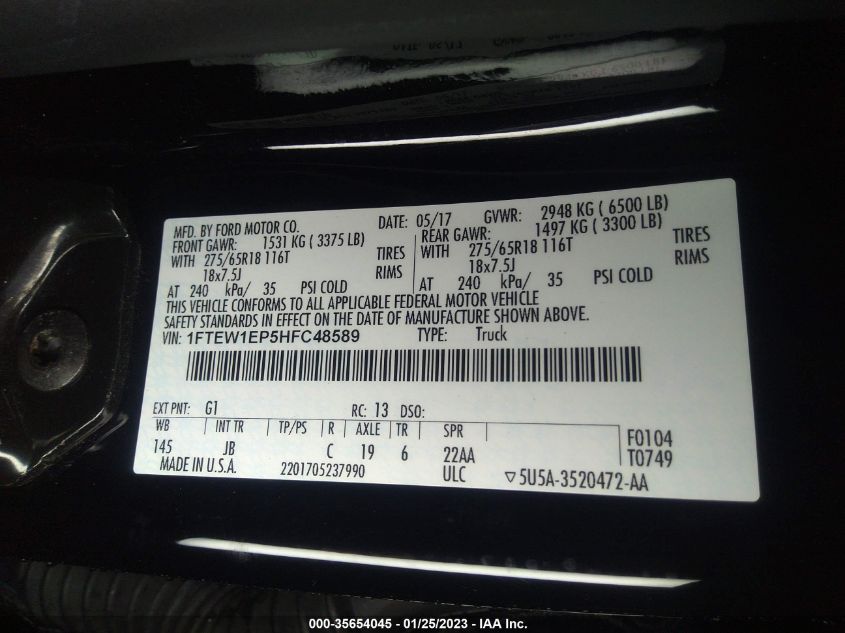 MFD. BY FORD MOTOR CO. DATE: 05/17 GVWR: 2948 KG ( 6500 LB)
FRONT GAWR: 1531 KG ( 3375 LB) REAR GAWR: 1497 KG ( 3300 LB)
WITH 275/65R18 116T TIRES WITH 275/65R18 116T TIRES
18x7.5J RIMS 18x7.5J RIMS
AT 240 kPa/ 35 PSI COLD AT 240 kPa/ 35 PSI COLD
THIS VEHICLE CONFORMS TO ALL APPLICABLE FEDERAL MOTOR VEHICLE
SAFETY STANDARDS IN EFFECT ON THE DATE OF MANUFACTURE SHOWN ABOVE.
VIN: 1FTEW1EP5HFC48589 TYPE: Truck
EXT PNT: G1 RC: 13 DSO:
WB INT TR TP/PS R AXLE TR SPR F0104
145 JB C 19 6 22AA T0749
MADE IN U.S.A. 2201705237990 ULC ▽5U5A-3520472-AA
000-35654045 - 01/25/2023 - IAA Inc.